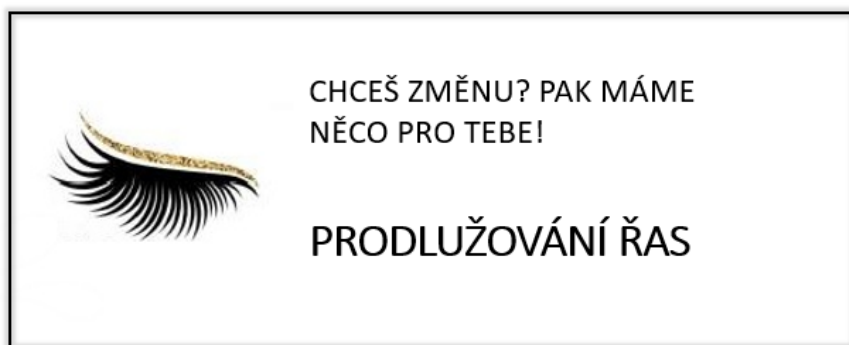 CHCEŠ ZMĚNU? PAK MÁME
NĚCO PRO TEBE!
PRODLUŽOVÁNÍ ŘAS